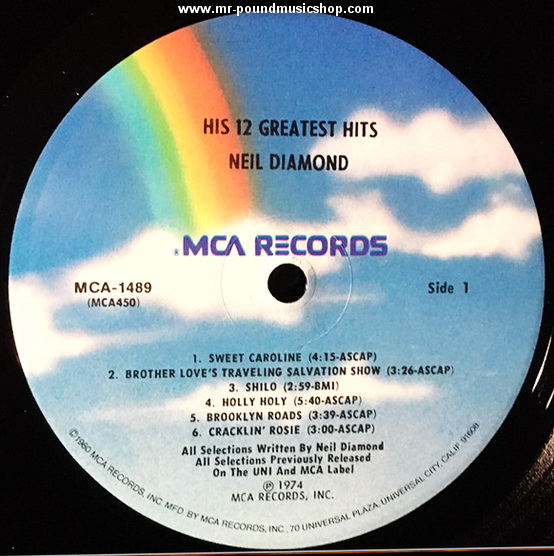 www.mr-poundmusicshop.com
HIS 12 GREATEST HITS
NEIL DIAMOND
®MCA RECORDS
MCA-1489
(MCA450)
Side 1
1. SWEET CAROLINE (4:15-ASCAP)
2. BROTHER LOVE'S TRAVELING SALVATION SHOW (3:26-ASCAP)
3. SHILO (2:59-BMI)
4. HOLLY HOLY (5:40-ASCAP)
5. BROOKLYN ROADS (3:39-ASCAP)
6. CRACKLIN' ROSIE (3:00-ASCAP)
All Selections Written By Neil Diamond
All Selections Previously Released
On The UNI And MCA Label
℗ 1974
MCA RECORDS, INC.
©1980 MCA RECORDS, INC. MFD. BY MCA RECORDS, INC., 70 UNIVERSAL PLAZA, UNIVERSAL CITY, CALIF. 91608